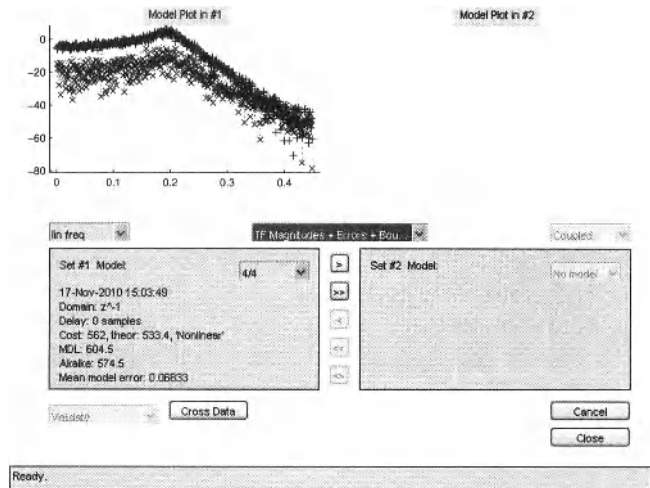 Model Plot in #1
Model Plot in #2
0
-20
-40
-60
-80
0
0.1
0.2
0.3
0.4
lin freq
TF Magnitudes + Errors + Bou
Coupled
Set #1 Model:
4/4
17-Nov-2010 15:03:49
Domain: z^-1
Delay: 0 samples
Cost: 562, theor: 533.4, 'Nonlinear'
MDL: 604.5
Akaike: 574.5
Mean model error: 0.06833
>
>>
<
<<
<>
Set #2 Model:
No model
Validate
Cross Data
Cancel
Close
Ready.